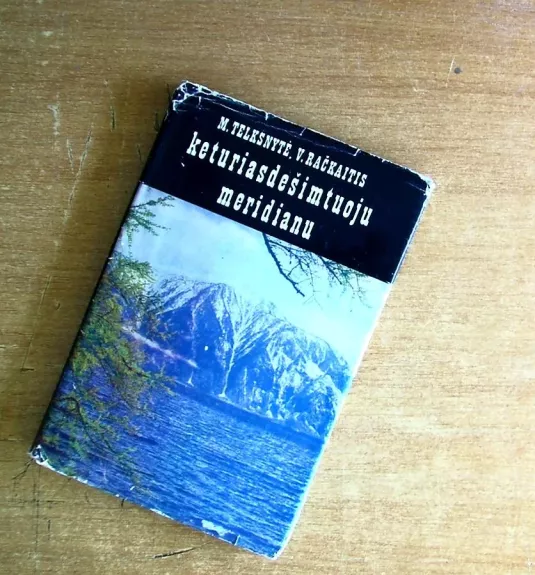 M. TELKSNYTĖ, V. RAČKAITIS
keturiasdešimtuoju
meridianu